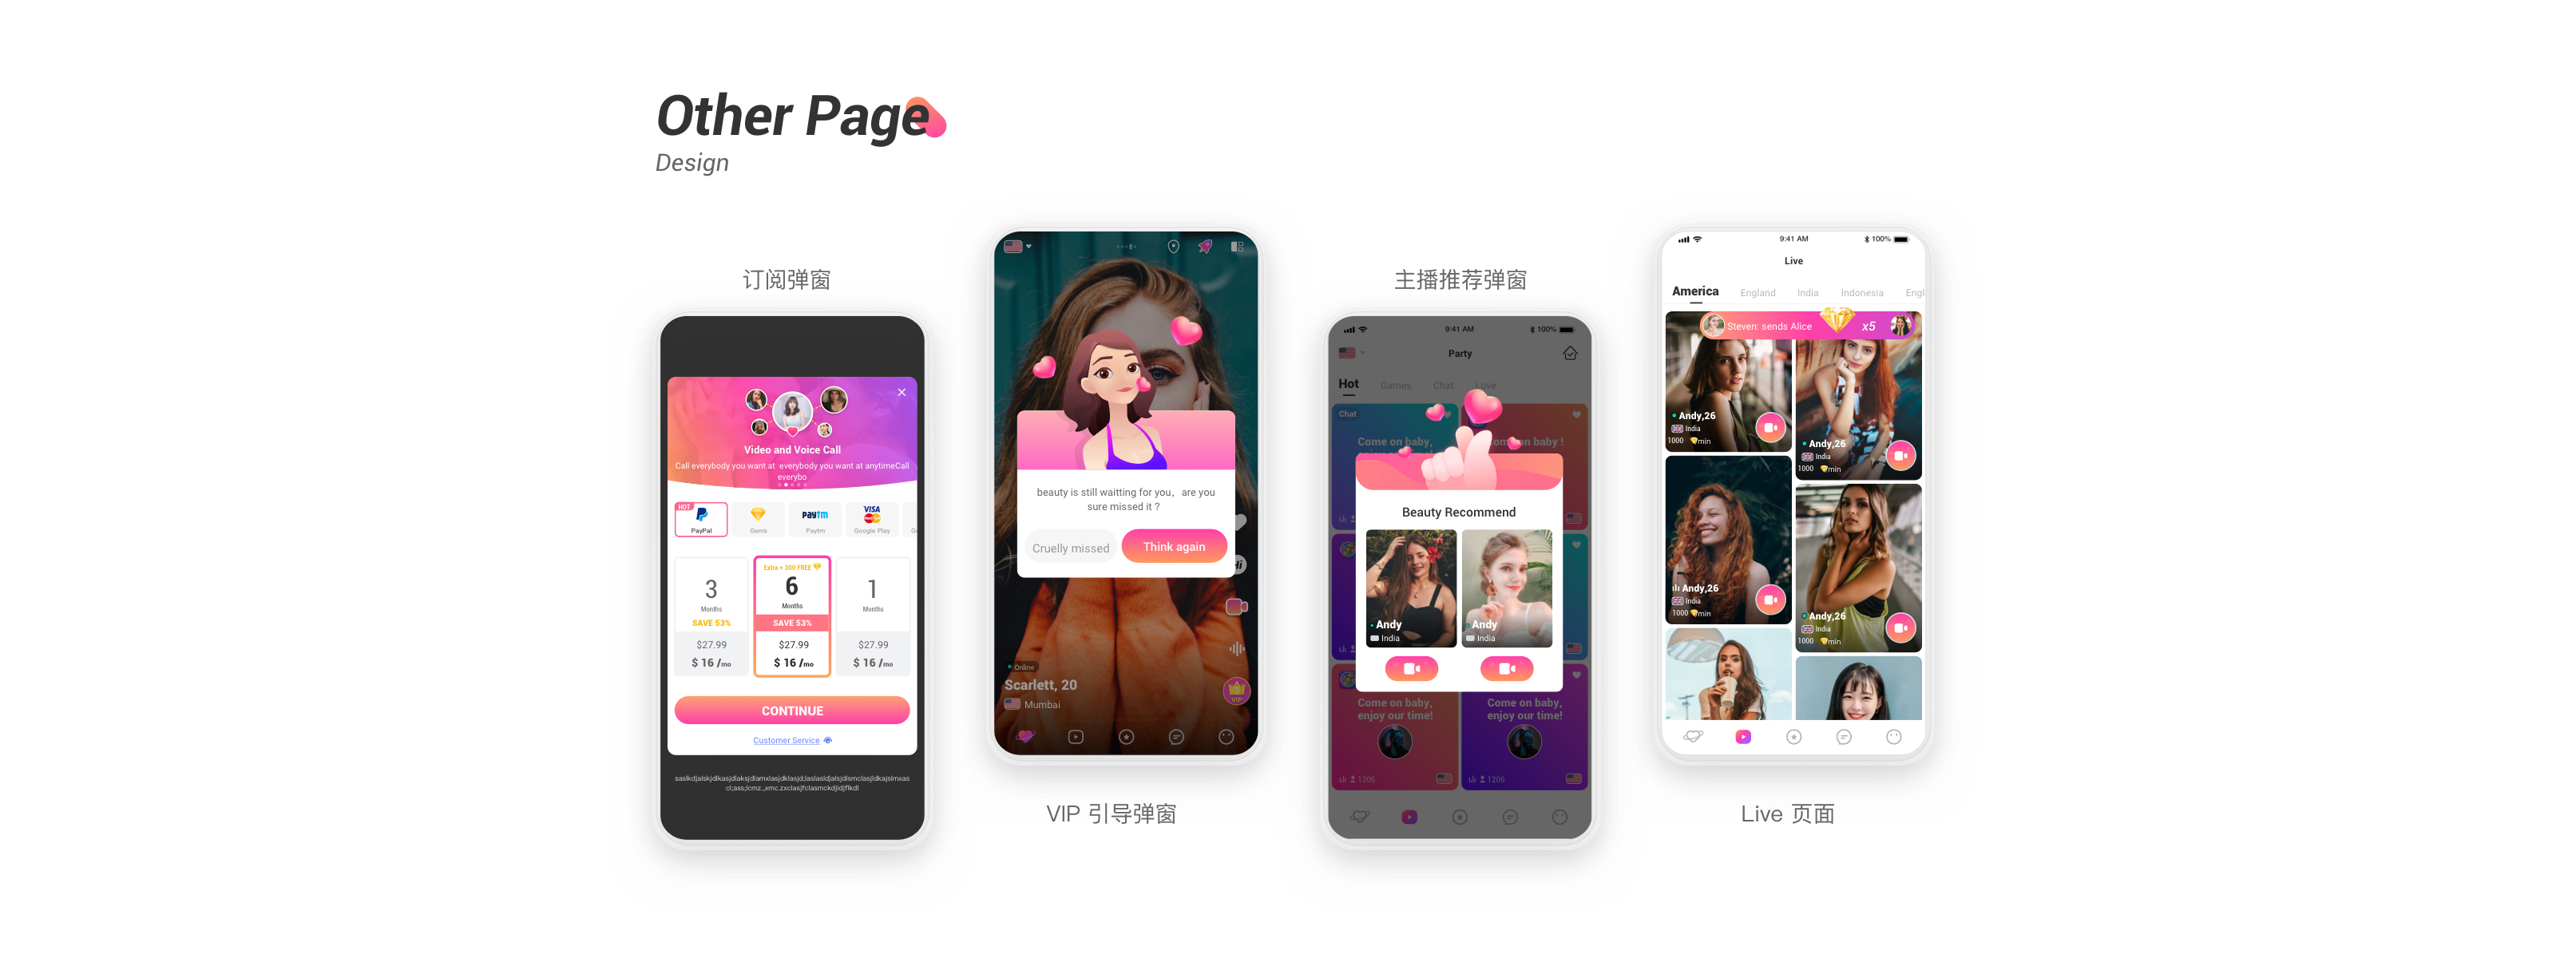 Other Page
Design
订阅弹窗
Video and Voice Call
Call everybody you want at everybody you want at anytimeCall
everybo
HOT
PayPal
Gems
Paytm
Paytm
VISA
MasterCard
Google Play
G
3
Months
SAVE 53%
$27.99
$ 16 /mo
Extra + 300 FREE
6
Months
SAVE 53%
$27.99
$ 16 /mo
1
Months
$27.99
$ 16 /mo
CONTINUE
Customer Service
beauty is still waitting for you，are you
sure missed it ?
Cruelly missed
Think again
Hi
Online
Scarlett, 20
Mumbai
VIP
VIP 引导弹窗
主播推荐弹窗
9:41 AM
100%
Party
Hot
Games
Chat
Love
Chat
Come on baby,
Come on baby !
Beauty Recommend
Andy
India
Andy
India
Come on baby,
enjoy our time!
1206
Come on baby,
enjoy our time!
1206
9:41 AM
100%
Live
America
England
India
Indonesia
Engl
Steven: sends Alice
x5
Andy,26
India
1000 min
Andy,26
India
1000 min
Andy,26
India
1000 min
Andy,26
India
1000 min
Live 页面